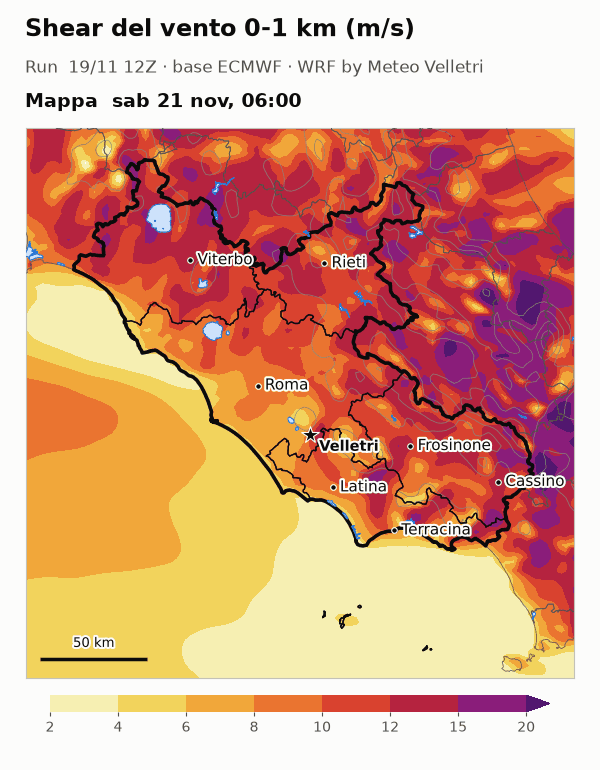 Shear del vento 0-1 km (m/s)
Run  19/11 12Z · base ECMWF · WRF by Meteo Velletri
Mappa  sab 21 nov, 06:00
Viterbo
Rieti
Roma
Velletri
Frosinone
Latina
Cassino
Terracina
50 km
2 4 6 8 10 12 15 20